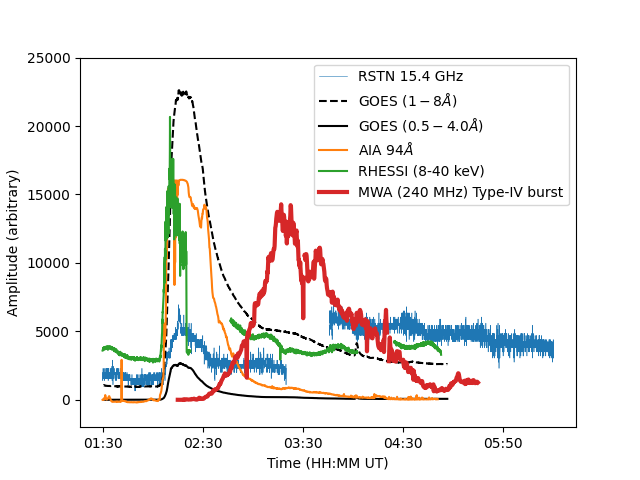 25000
20000
15000
10000
5000
0
Amplitude (arbitrary)
RSTN 15.4 GHz
GOES (1 − 8Å)
GOES (0.5 − 4.0Å)
AIA 94Å
RHESSI (8-40 keV)
MWA (240 MHz) Type-IV burst
01:30 02:30 03:30 04:30 05:50
Time (HH:MM UT)